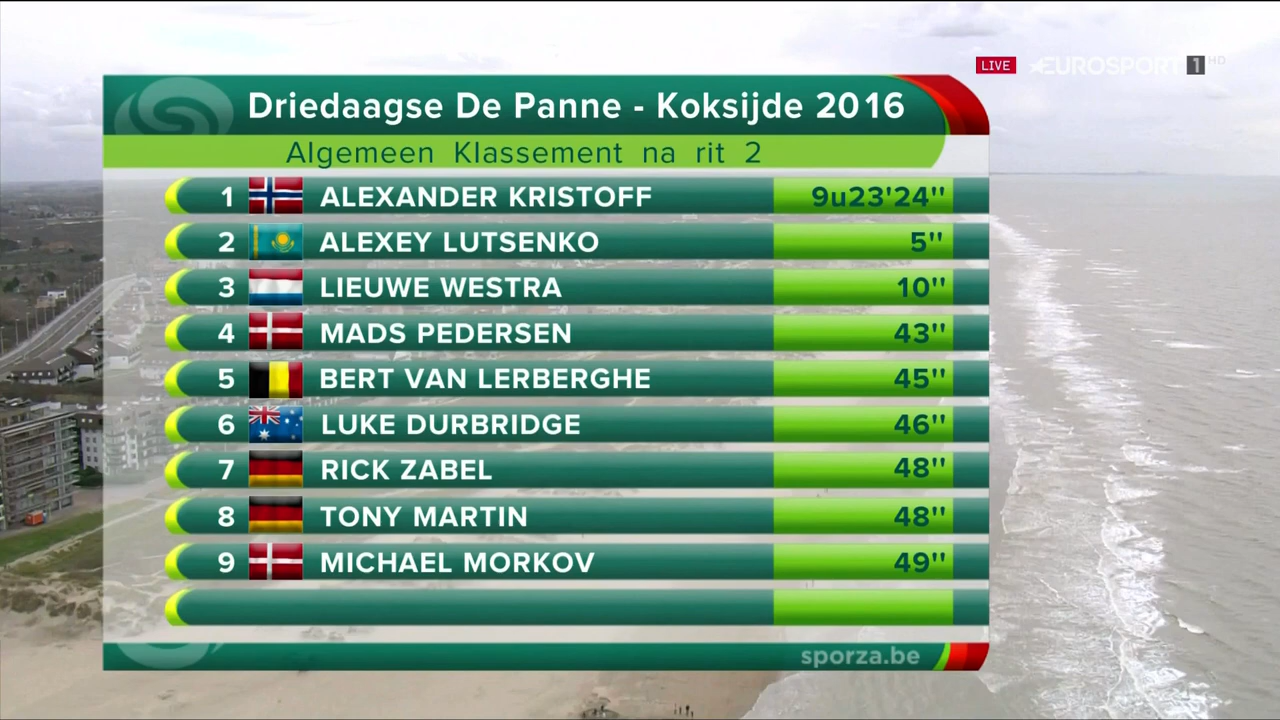 LIVE EUROSPORT 1 HD
Driedaagse De Panne - Koksijde 2016
Algemeen Klassement na rit 2
1 ALEXANDER KRISTOFF 9u23'24''
2 ALEXEY LUTSENKO 5''
3 LIEUWE WESTRA 10''
4 MADS PEDERSEN 43''
5 BERT VAN LERBERGHE 45''
6 LUKE DURBRIDGE 46''
7 RICK ZABEL 48''
8 TONY MARTIN 48''
9 MICHAEL MORKOV 49''
sporza.be